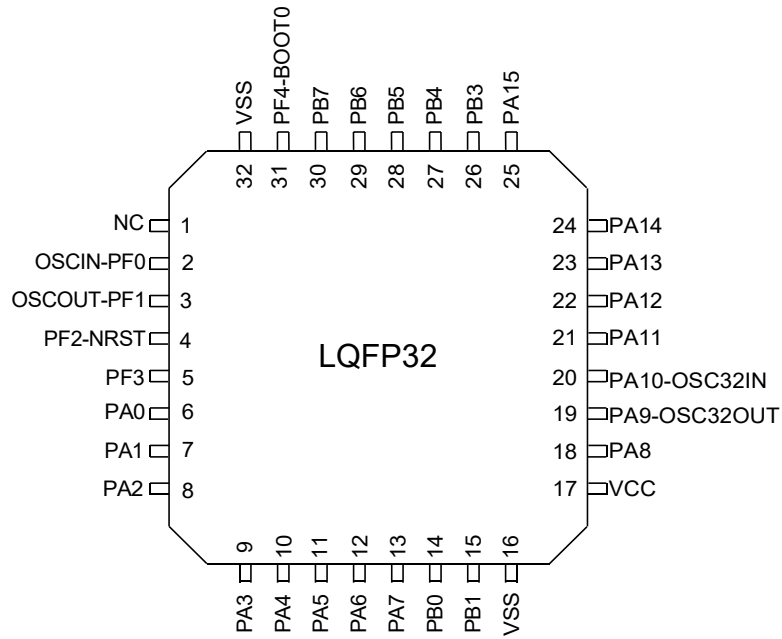 VSS
PF4-BOOT0
PB7
PB6
PB5
PB4
PB3
PA15
32
31
30
29
28
27
26
25
NC 1
OSCIN-PF0 2
OSCOUT-PF1 3
PF2-NRST 4
PF3 5
PA0 6
PA1 7
PA2 8
LQFP32
24 PA14
23 PA13
22 PA12
21 PA11
20 PA10-OSC32IN
19 PA9-OSC32OUT
18 PA8
17 VCC
9
10
11
12
13
14
15
16
PA3
PA4
PA5
PA6
PA7
PB0
PB1
VSS